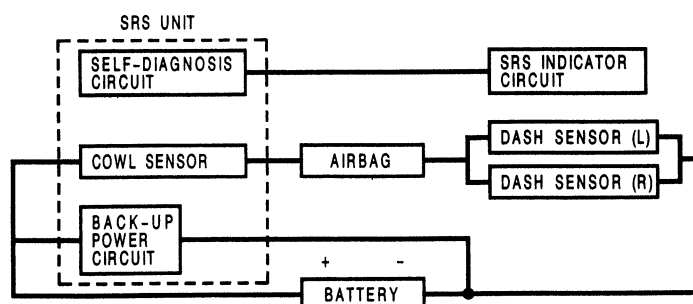 SRS UNIT
SELF-DIAGNOSIS
CIRCUIT
SRS INDICATOR
CIRCUIT
COWL SENSOR
AIRBAG
DASH SENSOR (L)
DASH SENSOR (R)
BACK-UP
POWER
CIRCUIT
+ -
BATTERY